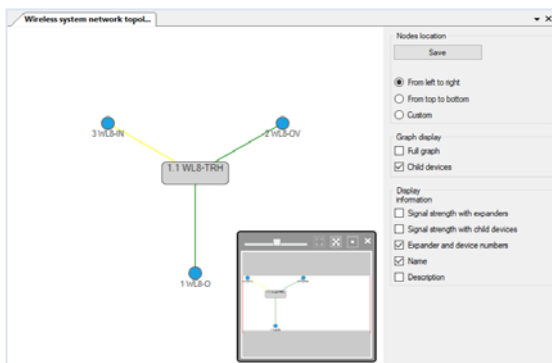 Wireless system network topol...
3 WL8-IN
2 WL8-OV
1.1 WL8-TRH
1 WL8-O
Nodes location
Save
From left to right
From top to bottom
Custom
Graph display
Full graph
Child devices
Display
information
Signal strength with expanders
Signal strength with child devices
Expander and device numbers
Name
Description